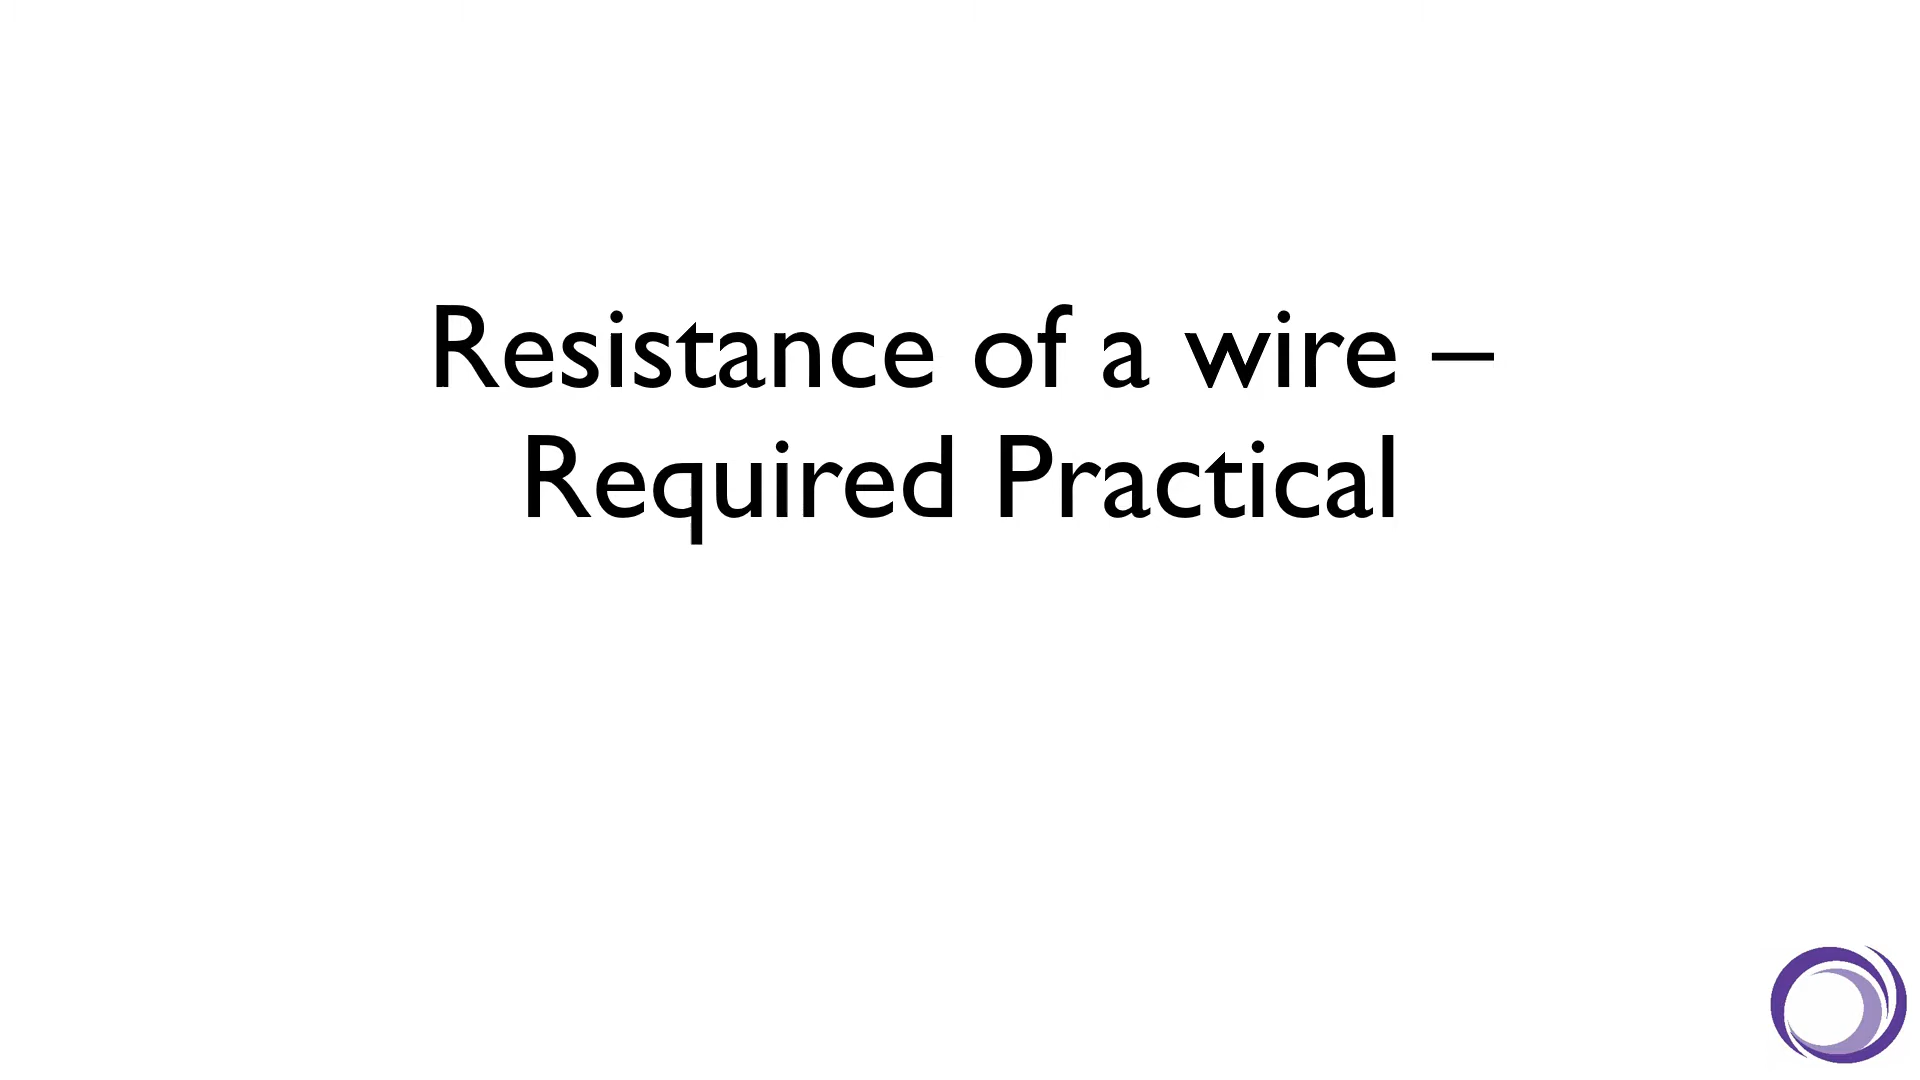 Resistance of a wire –
Required Practical